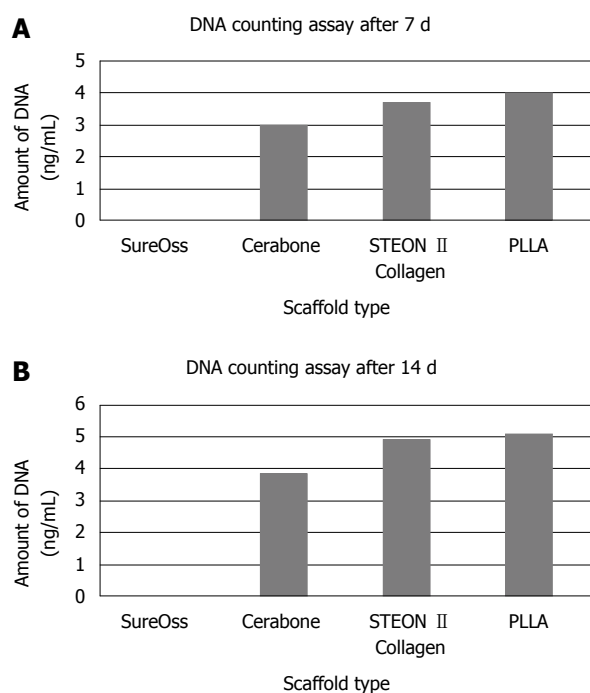 A
DNA counting assay after 7 d
Amount of DNA
(ng/mL)
5
4
3
2
1
0
SureOss Cerabone STEON Ⅱ PLLA
Collagen
Scaffold type
B
DNA counting assay after 14 d
Amount of DNA
(ng/mL)
6
5
4
3
2
1
0
SureOss Cerabone STEON Ⅱ PLLA
Collagen
Scaffold type